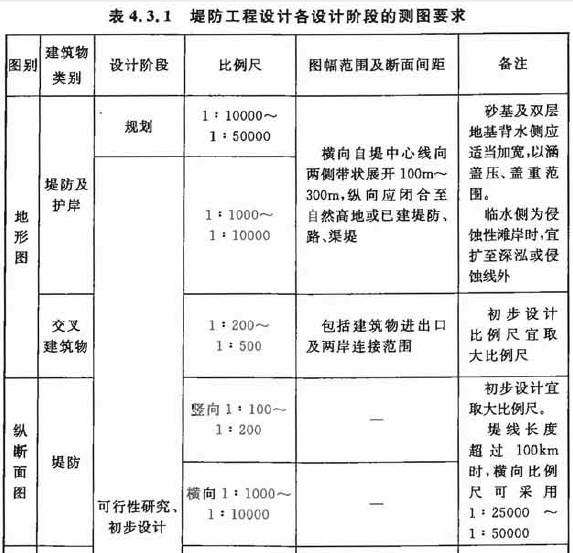 表 4.3.1 堤防工程设计各设计阶段的测图要求
图别
建筑物
类别
设计阶段
比例尺
图幅范围及断面间距
备注
地
形
图
堤防及
护岸
规划
1：10000～
1：50000
横向自堤中心线向
两侧带状展开100m～
300m，纵向应闭合至
自然高地或已建堤防、
路、渠堤
砂基及双层
地基背水侧应
适当加宽，以涵
盖压、盖重范
围。
临水侧为侵
蚀性滩岸时，宜
扩至深泓或侵
蚀线外
1：1000～
1：10000
交叉
建筑物
1：200～
1：500
包括建筑物进出口
及两岸连接范围
初步设计
比例尺宜取
大比例尺
纵
断
面
图
堤防
可行性研究、
初步设计
竖向1：100～
1：200
—
初步设计宜
取大比例尺。
堤线长度
超过100km
时，横向比例
尺可采用
1：25000～
1：50000
横向1：1000～
1：10000
—